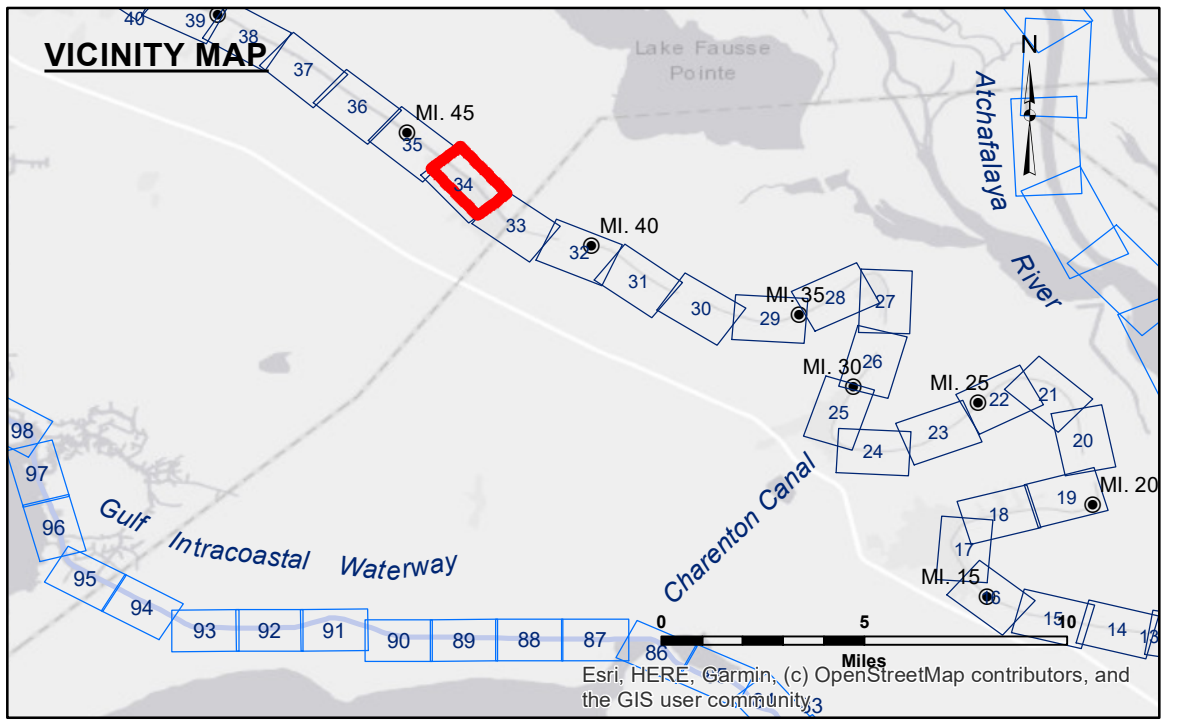 40
39
38
VICINITY MAP
37
36
MI. 45
35
34
33
Lake Fausse
Pointe
N
Atchafalaya
River
MI. 40
32
31
30
MI. 35
29
28
27
26
MI. 30
25
24
23
MI. 25
22
21
20
MI. 20
19
18
17
MI. 15
15
14
13
98
97
96
95
94
93
92
91
90
89
88
87
86
Gulf Intracoastal Waterway
Charenton Canal
0 5 10
Miles
Esri, HERE, Garmin, (c) OpenStreetMap contributors, and
the GIS user community